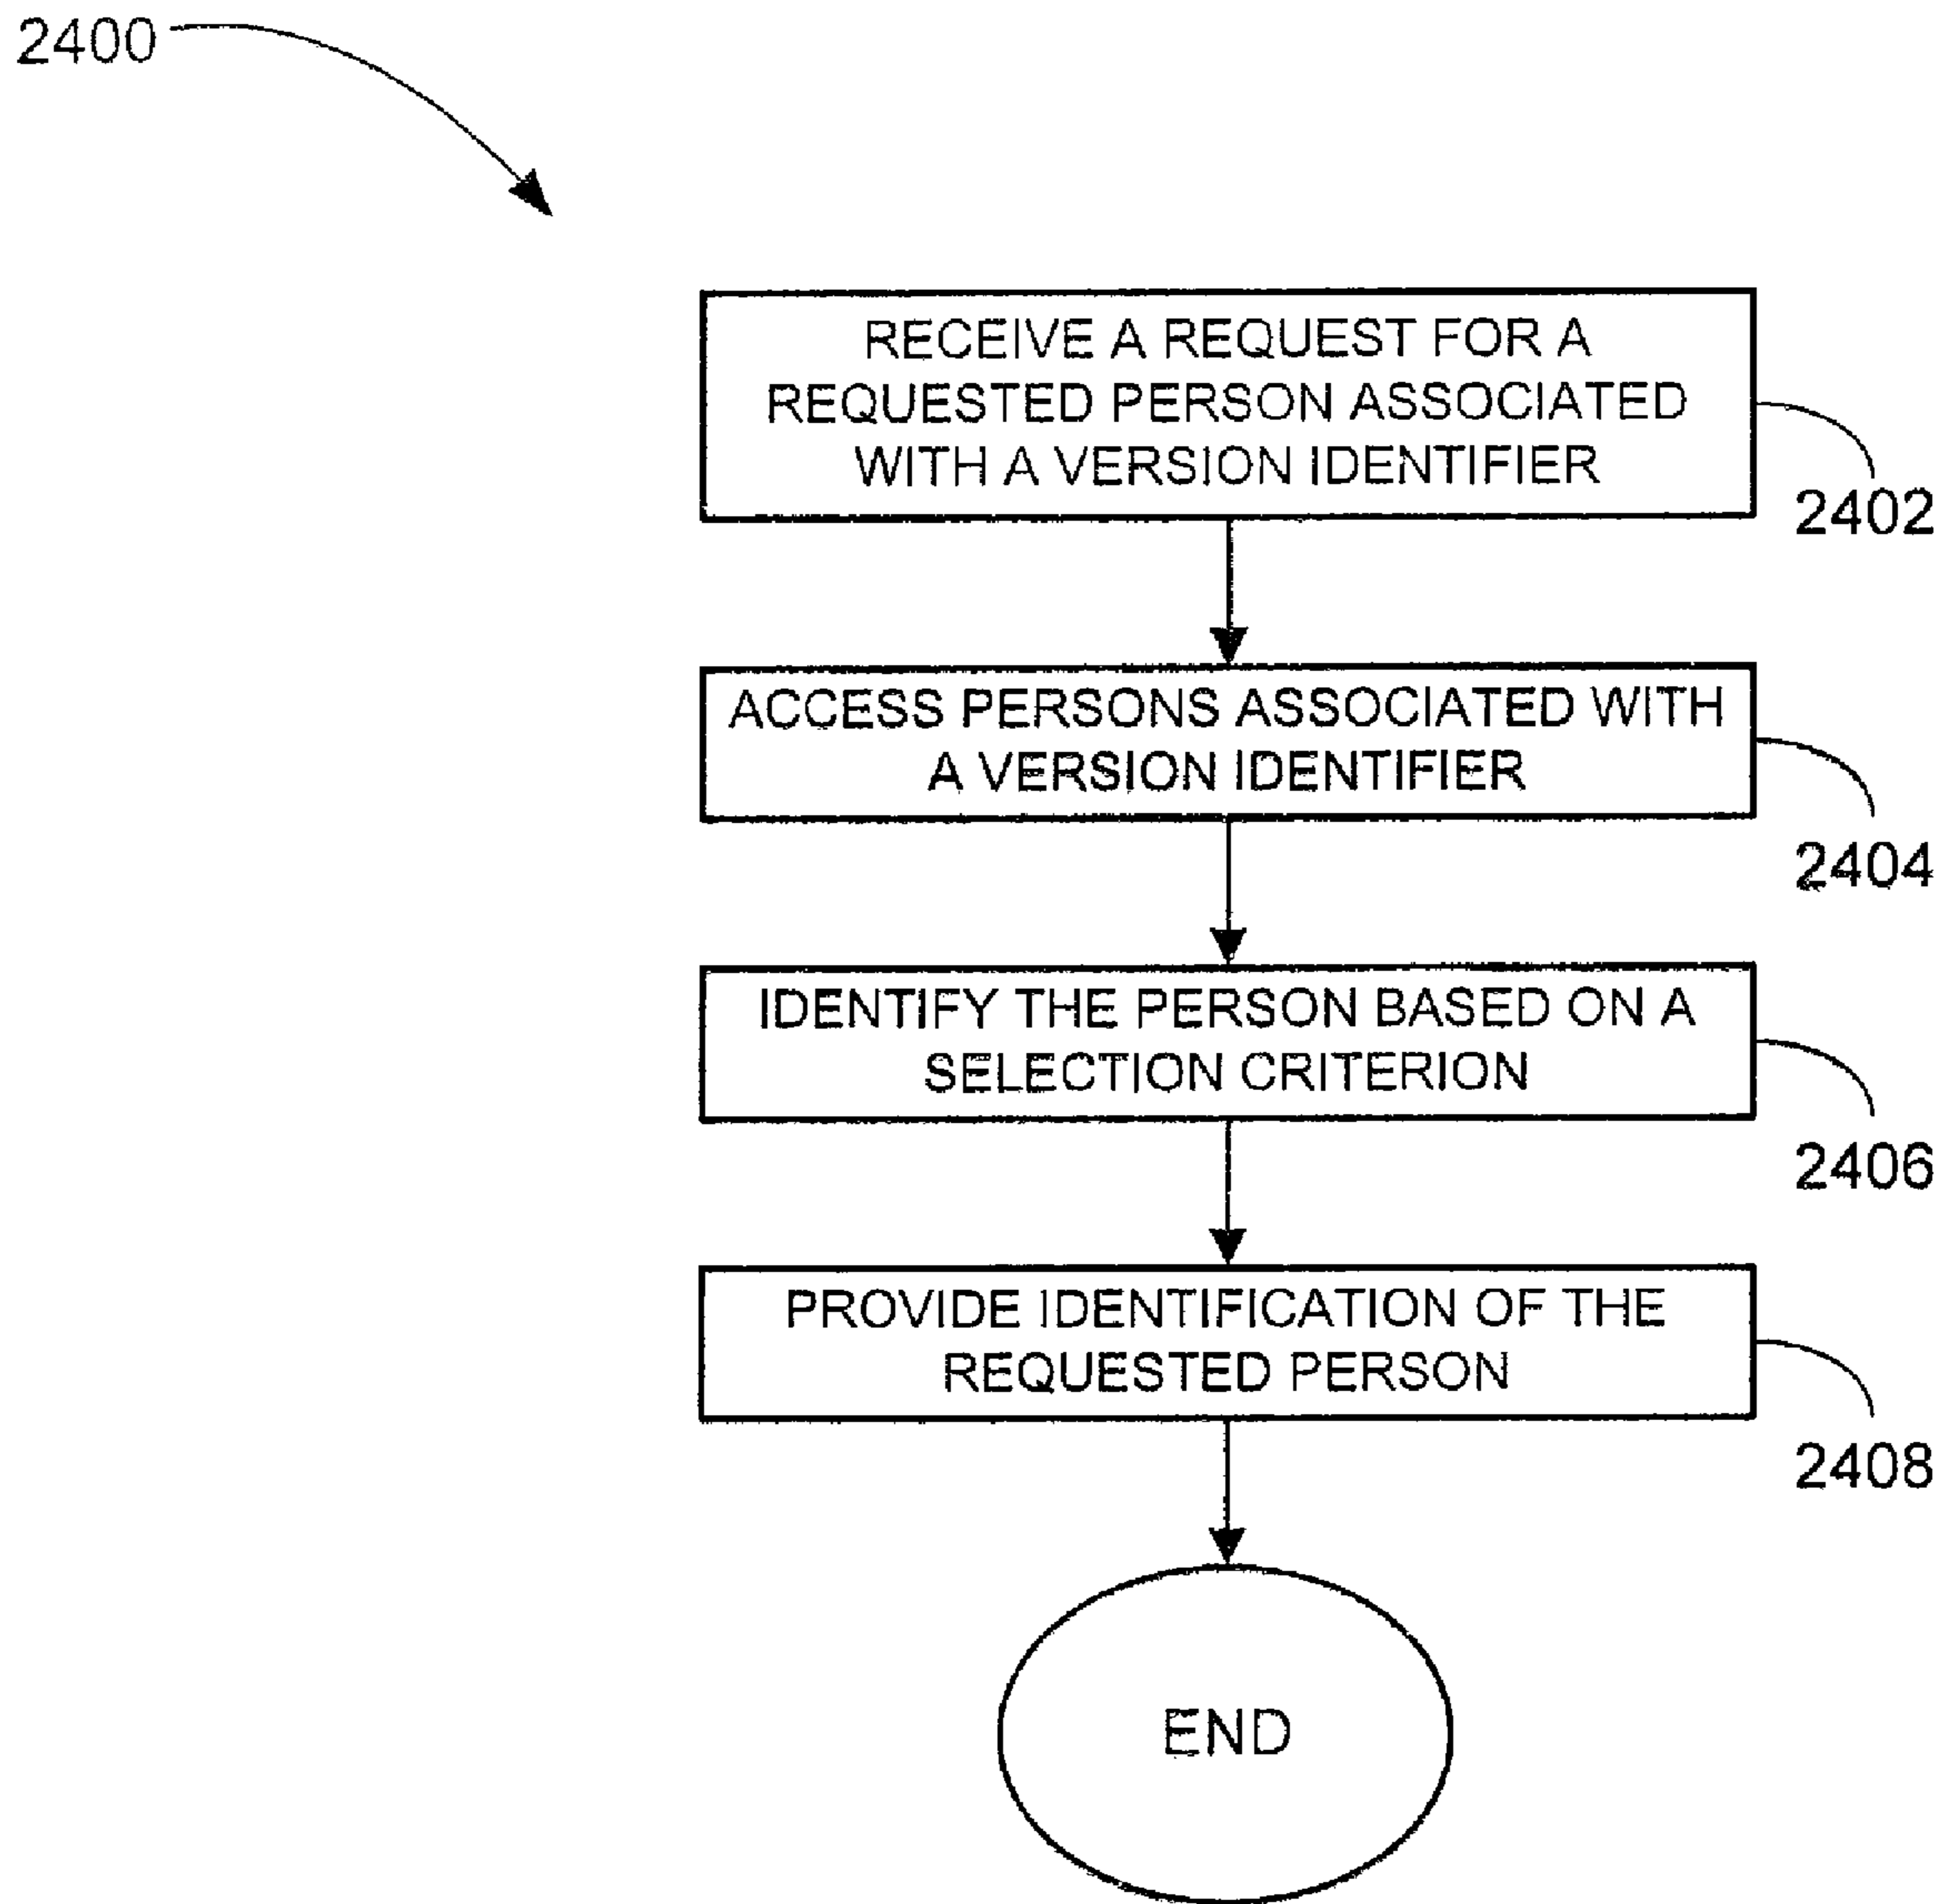 2400
RECEIVE A REQUEST FOR A
REQUESTED PERSON ASSOCIATED
WITH A VERSION IDENTIFIER
2402
ACCESS PERSONS ASSOCIATED WITH
A VERSION IDENTIFIER
2404
IDENTIFY THE PERSON BASED ON A
SELECTION CRITERION
2406
PROVIDE IDENTIFICATION OF THE
REQUESTED PERSON
2408
END